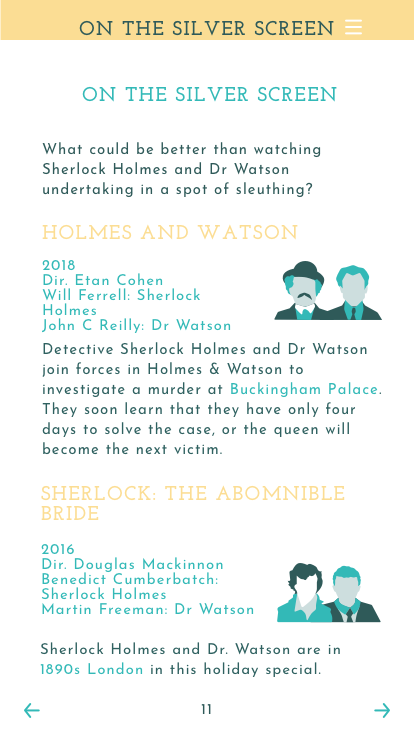 ON THE SILVER SCREEN
ON THE SILVER SCREEN
What could be better than watching
Sherlock Holmes and Dr Watson
undertaking in a spot of sleuthing?
HOLMES AND WATSON
2018
Dir. Etan Cohen
Will Ferrell: Sherlock
Holmes
John C Reilly: Dr Watson
Detective Sherlock Holmes and Dr Watson
join forces in Holmes & Watson to
investigate a murder at Buckingham Palace.
They soon learn that they have only four
days to solve the case, or the queen will
become the next victim.
SHERLOCK: THE ABOMNIBLE
BRIDE
2016
Dir. Douglas Mackinnon
Benedict Cumberbatch:
Sherlock Holmes
Martin Freeman: Dr Watson
Sherlock Holmes and Dr. Watson are in
1890s London in this holiday special.
11